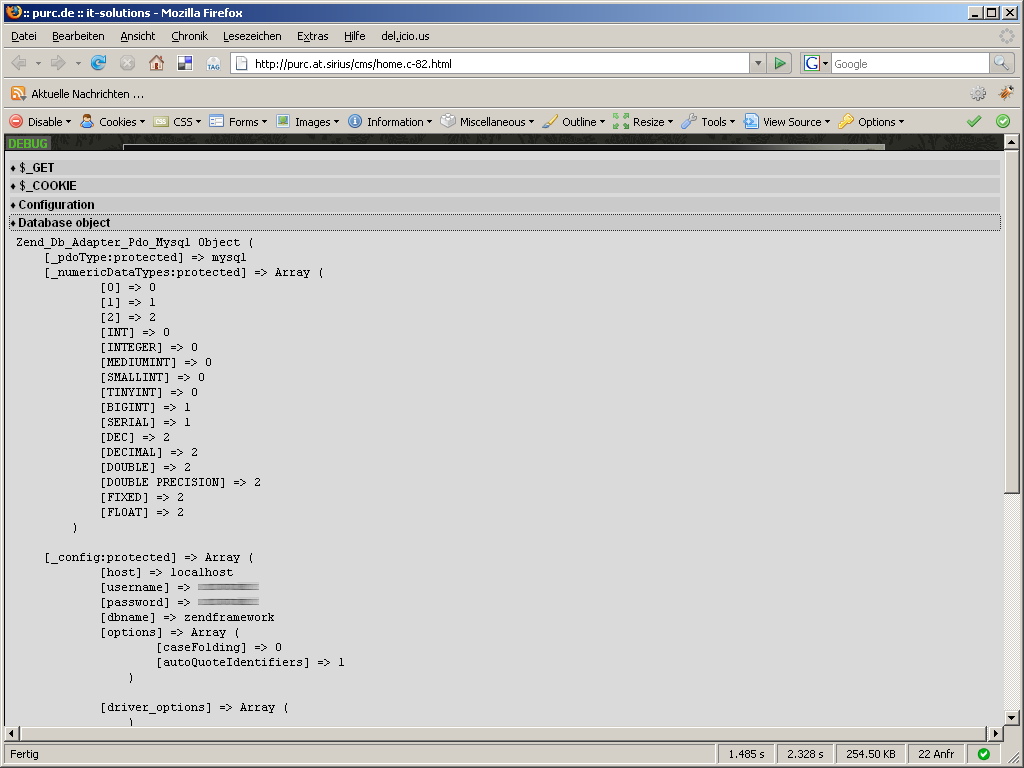 :: purc.de :: it-solutions - Mozilla Firefox
Datei Bearbeiten Ansicht Chronik Lesezeichen Extras Hilfe del.icio.us
TAG http://purc.at.sirius/cms/home.c-82.html G Google
Aktuelle Nachrichten ...
Disable Cookies CSS Forms Images Information Miscellaneous Outline Resize Tools View Source Options
DEBUG
♦ $_GET
♦ $_COOKIE
♦ Configuration
♦ Database object
Zend_Db_Adapter_Pdo_Mysql Object (
[_pdoType:protected] => mysql
[_numericDataTypes:protected] => Array (
[0] => 0
[1] => 1
[2] => 2
[INT] => 0
[INTEGER] => 0
[MEDIUMINT] => 0
[SMALLINT] => 0
[TINYINT] => 0
[BIGINT] => 1
[SERIAL] => 1
[DEC] => 2
[DECIMAL] => 2
[DOUBLE] => 2
[DOUBLE PRECISION] => 2
[FIXED] => 2
[FLOAT] => 2
)
[_config:protected] => Array (
[host] => localhost
[username] =>
[password] =>
[dbname] => zendframework
[options] => Array (
[caseFolding] => 0
[autoQuoteIdentifiers] => 1
)
[driver_options] => Array (
)
Fertig 1.485 s 2.328 s 254.50 KB 22 Anfr